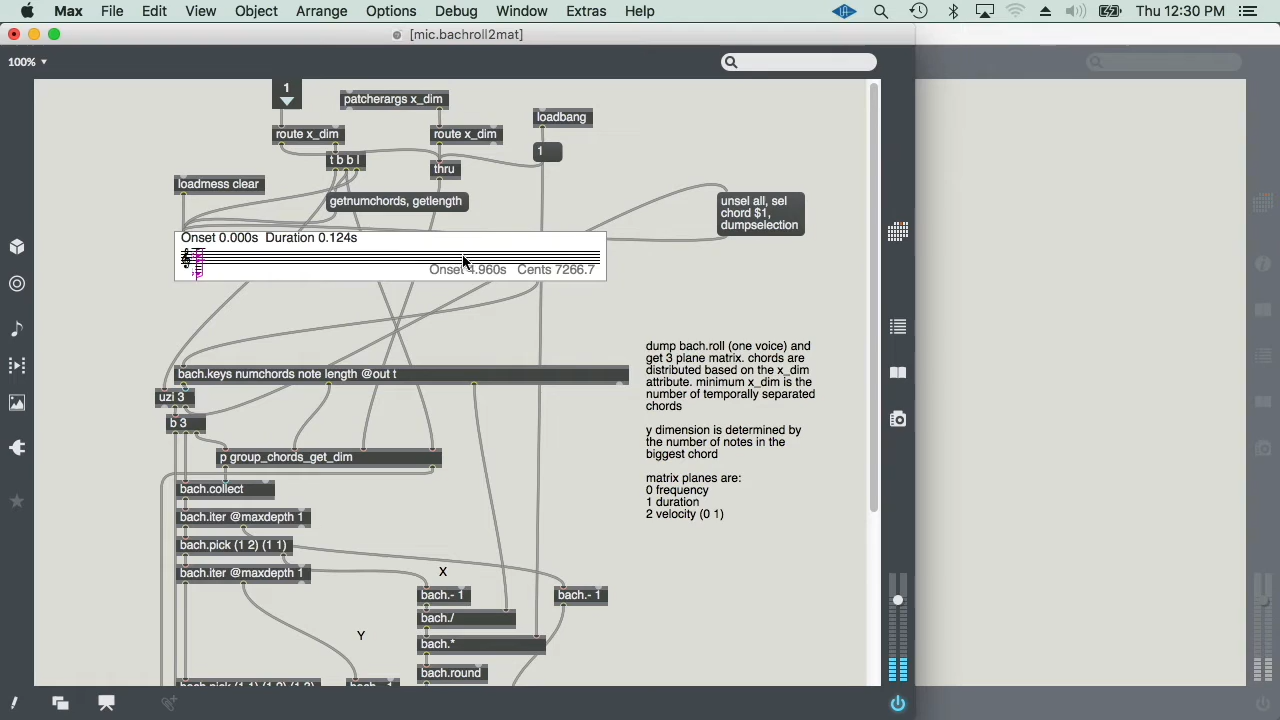 Max File Edit View Object Arrange Options Debug Window Extras Help
Thu 12:30 PM
[mic.bachroll2mat]
100%
1
patcherargs x_dim
loadbang
route x_dim
route x_dim
1
t b b l
thru
loadmess clear
getnumchords, getlength
unsel all, sel
chord $1,
dumpselection
Onset 0.000s Duration 0.124s
Onset 4.960s Cents 7266.7
dump bach.roll (one voice) and
get 3 plane matrix. chords are
distributed based on the x_dim
attribute. minimum x_dim is the
number of temporally separated
chords
y dimension is determined by
the number of notes in the
biggest chord
matrix planes are:
0 frequency
1 duration
2 velocity (0 1)
bach.keys numchords note length @out t
uzi 3
b 3
p group_chords_get_dim
bach.collect
bach.iter @maxdepth 1
bach.pick (1 2) (1 1)
bach.iter @maxdepth 1
X
bach.- 1
bach.- 1
bach./
Y
bach.*
bach.round